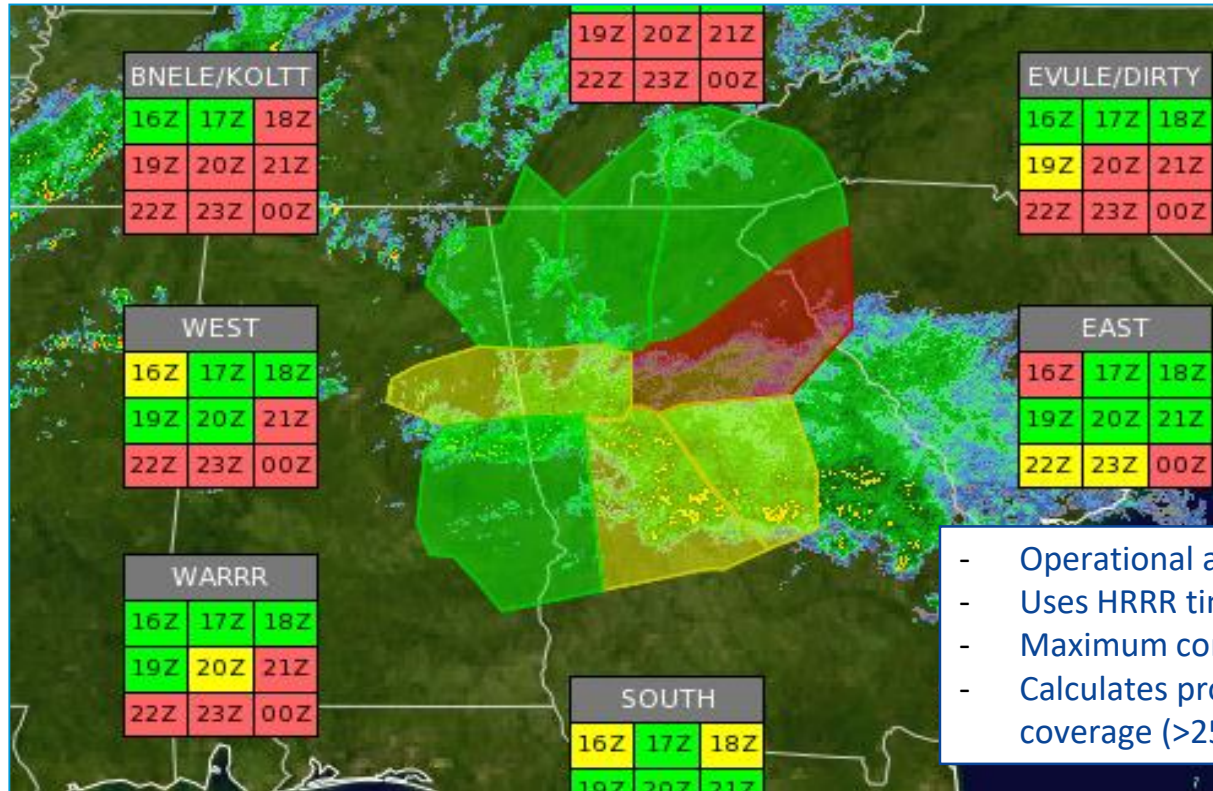 19Z 20Z 21Z
22Z 23Z 00Z
BNELE/KOLTT
16Z 17Z 18Z
19Z 20Z 21Z
22Z 23Z 00Z
EVULE/DIRTY
16Z 17Z 18Z
19Z 20Z 21Z
22Z 23Z 00Z
WEST
16Z 17Z 18Z
19Z 20Z 21Z
22Z 23Z 00Z
EAST
16Z 17Z 18Z
19Z 20Z 21Z
22Z 23Z 00Z
WARRR
16Z 17Z 18Z
19Z 20Z 21Z
22Z 23Z 00Z
SOUTH
16Z 17Z 18Z
19Z 20Z 21Z
- Operational a
- Uses HRRR
- Maximum
- Calculates
coverage (>25